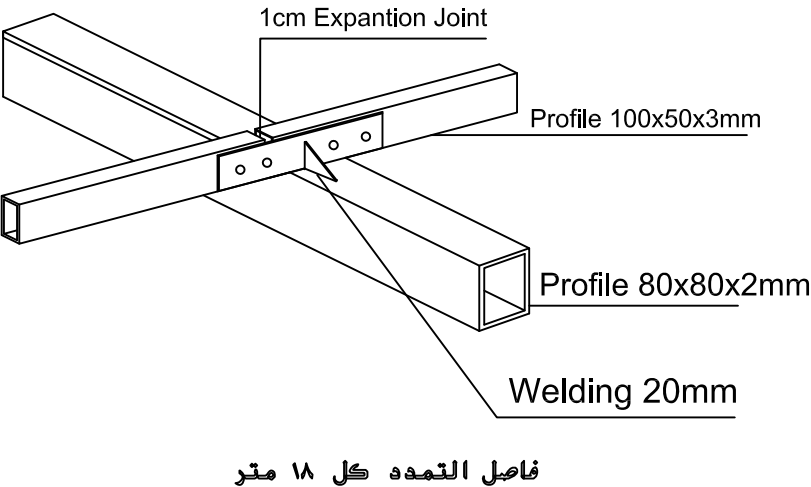 1cm Expantion Joint
Profile 100x50x3mm
Profile 80x80x2mm
Welding 20mm
فاصل التمدد كل ١٨ متر